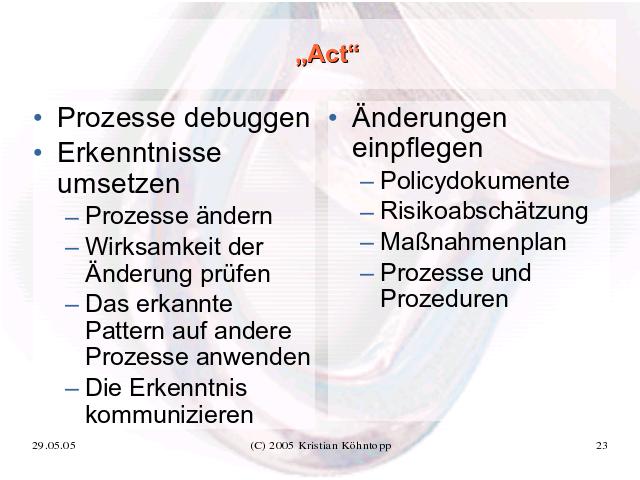 „Act“
• Prozesse debuggen
• Erkenntnisse
umsetzen
– Prozesse ändern
– Wirksamkeit der
Änderung prüfen
– Das erkannte
Pattern auf andere
Prozesse anwenden
– Die Erkenntnis
kommunizieren
• Änderungen
einpflegen
– Policydokumente
– Risikoabschätzung
– Maßnahmenplan
– Prozesse und
Prozeduren
29.05.05
(C) 2005 Kristian Köhntopp
23